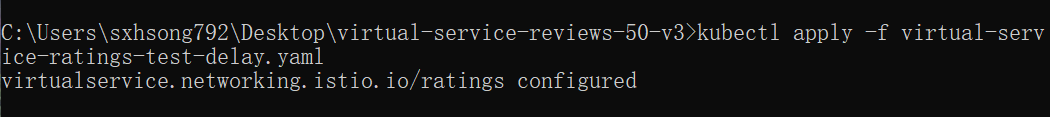 C:\Users\sxhsong792\Desktop\virtual-service-reviews-50-v3>kubectl apply -f virtual-serv
ice-ratings-test-delay.yaml
virtualservice.networking.istio.io/ratings configured